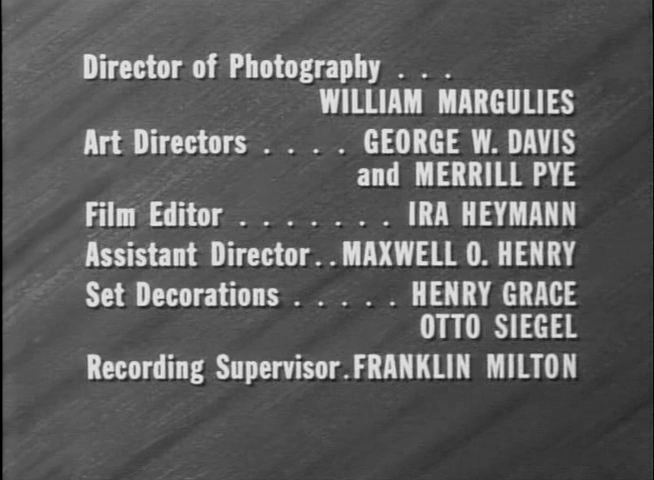 Director of Photography . . .
WILLIAM MARGULIES
Art Directors . . . . GEORGE W. DAVIS
and MERRILL PYE
Film Editor . . . . . . . IRA HEYMANN
Assistant Director..MAXWELL O. HENRY
Set Decorations . . . . . HENRY GRACE
OTTO SIEGEL
Recording Supervisor.FRANKLIN MILTON